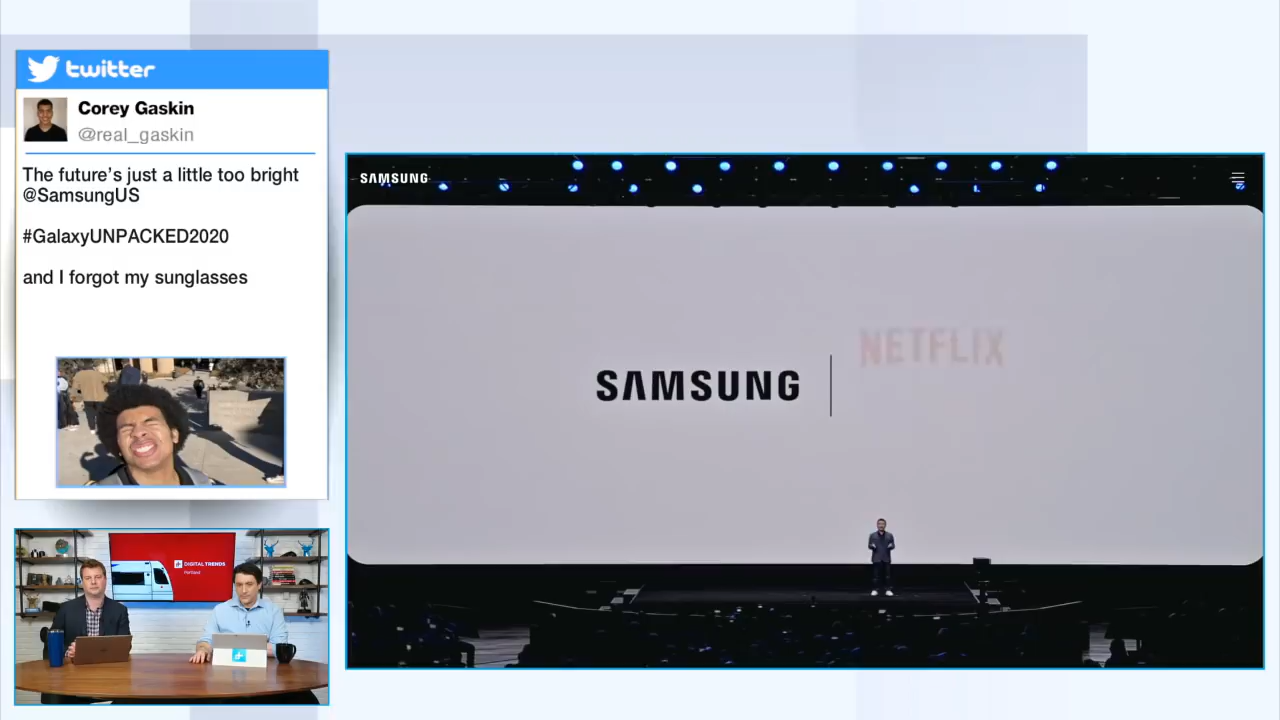 twitter
Corey Gaskin
@real_gaskin
The future's just a little too bright
@SamsungUS
#GalaxyUNPACKED2020
and I forgot my sunglasses
SAMSUNG
SAMSUNG
NETFLIX
DIGITAL TRENDS
Portland